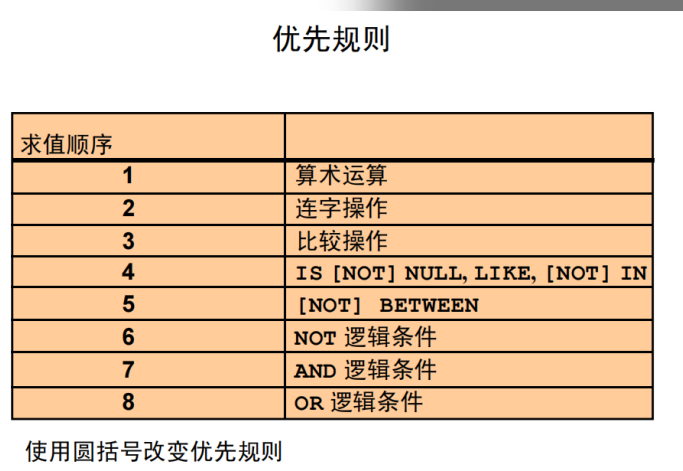 优先规则
求值顺序
1 算术运算
2 连字操作
3 比较操作
4 IS [NOT] NULL, LIKE, [NOT] IN
5 [NOT] BETWEEN
6 NOT 逻辑条件
7 AND 逻辑条件
8 OR 逻辑条件
使用圆括号改变优先规则